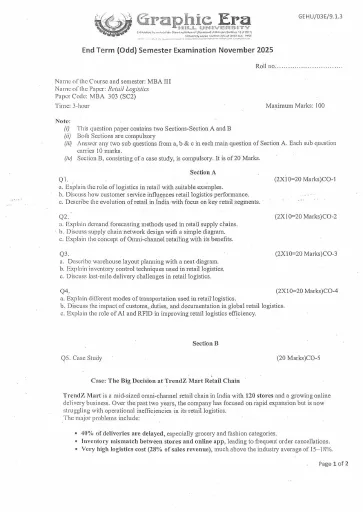 GEHU/03E/9.1.3
Graphic Era
HILL UNIVERSITY
End Term (Odd) Semester Examination November 2025
Roll no..............................
Name of the Course and semester: MBA III
Name of the Paper: Retail Logistics
Paper Code: MBA 303 (SC2)
Time: 3-hour Maximum Marks: 100
Note:
(i) This question paper contains two Sections-Section A and B
(ii) Both Sections are compulsory
(iii) Answer any two sub questions from a, b & c in each main question of Section A. Each sub question
carries 10 marks.
(iv) Section B, consisting of a case study, is compulsory. It is of 20 Marks.
Section A
Q1. (2X10=20 Marks)CO-1
a. Explain the role of logistics in retail with suitable examples.
b. Discuss how customer service influences retail logistics performance.
c. Describe the evolution of retail in India with focus on key retail segments.
Q2. (2X10=20 Marks)CO-2
a. Explain demand forecasting methods used in retail supply chains.
b. Discuss supply chain network design with a simple diagram.
c. Explain the concept of Omni-channel retailing with its benefits.
Q3. (2X10=20 Marks)CO-3
a. Describe warehouse layout planning with a neat diagram.
b. Explain inventory control techniques used in retail logistics.
c. Discuss last-mile delivery challenges in retail logistics.
Q4. (2X10=20 Marks)CO-4
a. Explain different modes of transportation used in retail logistics.
b. Discuss the impact of customs, duties, and documentation in global retail logistics.
c. Explain the role of AI and RFID in improving retail logistics efficiency.
Section B
Q5. Case Study (20 Marks)CO-5
Case: The Big Decision at TrendZ Mart Retail Chain
TrendZ Mart is a mid-sized omni-channel retail chain in India with 120 stores and a growing online
delivery business. Over the past two years, the company has focused on rapid expansion but is now
struggling with operational inefficiencies in its retail logistics.
The major problems include:
• 40% of deliveries are delayed, especially grocery and fashion categories.
• Inventory mismatch between stores and online app, leading to frequent order cancellations.
• Very high logistics cost (28% of sales revenue), much above the industry average of 15–18%.
Page 1 of 2